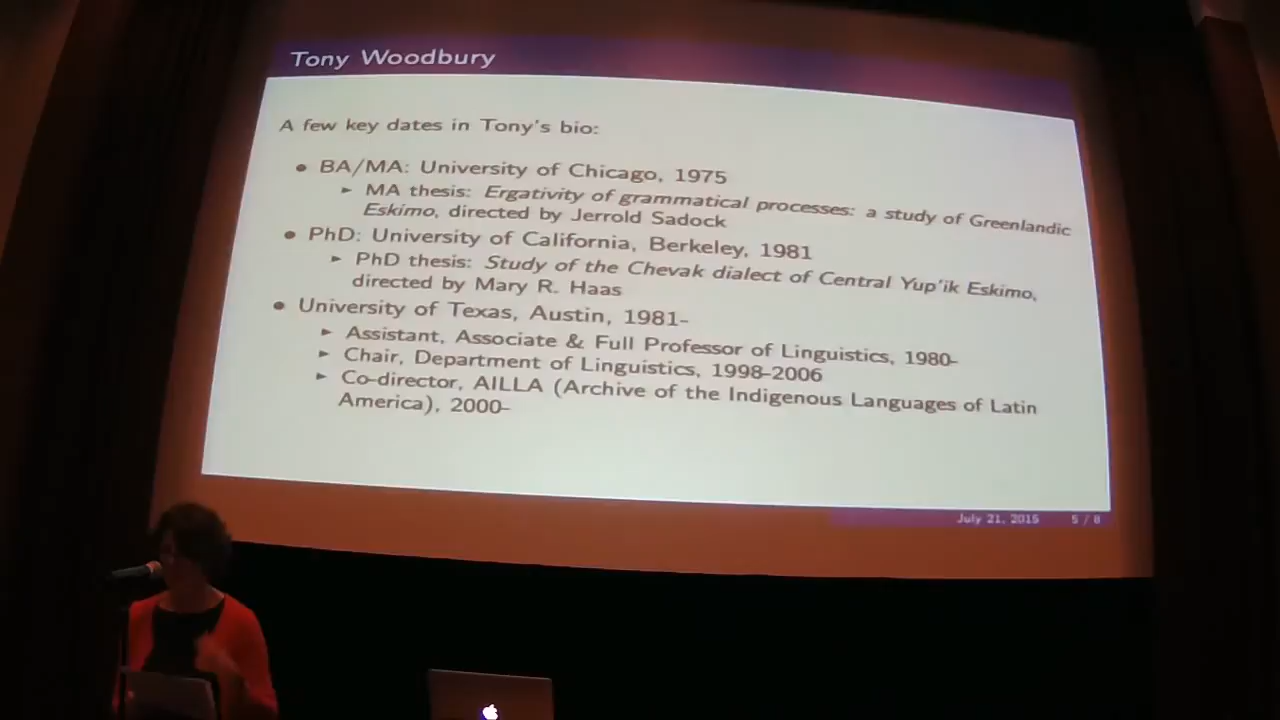 Tony Woodbury
A few key dates in Tony's bio:
• BA/MA: University of Chicago, 1975
► MA thesis: Ergativity of grammatical processes: a study of Greenlandic
Eskimo, directed by Jerrold Sadock
• PhD: University of California, Berkeley, 1981
► PhD thesis: Study of the Chevak dialect of Central Yup'ik Eskimo,
directed by Mary R. Haas
• University of Texas, Austin, 1981-
► Assistant, Associate & Full Professor of Linguistics, 1980-
► Chair, Department of Linguistics, 1998-2006
► Co-director, AILLA (Archive of the Indigenous Languages of Latin
America), 2000-
July 21, 2015 5 / 8